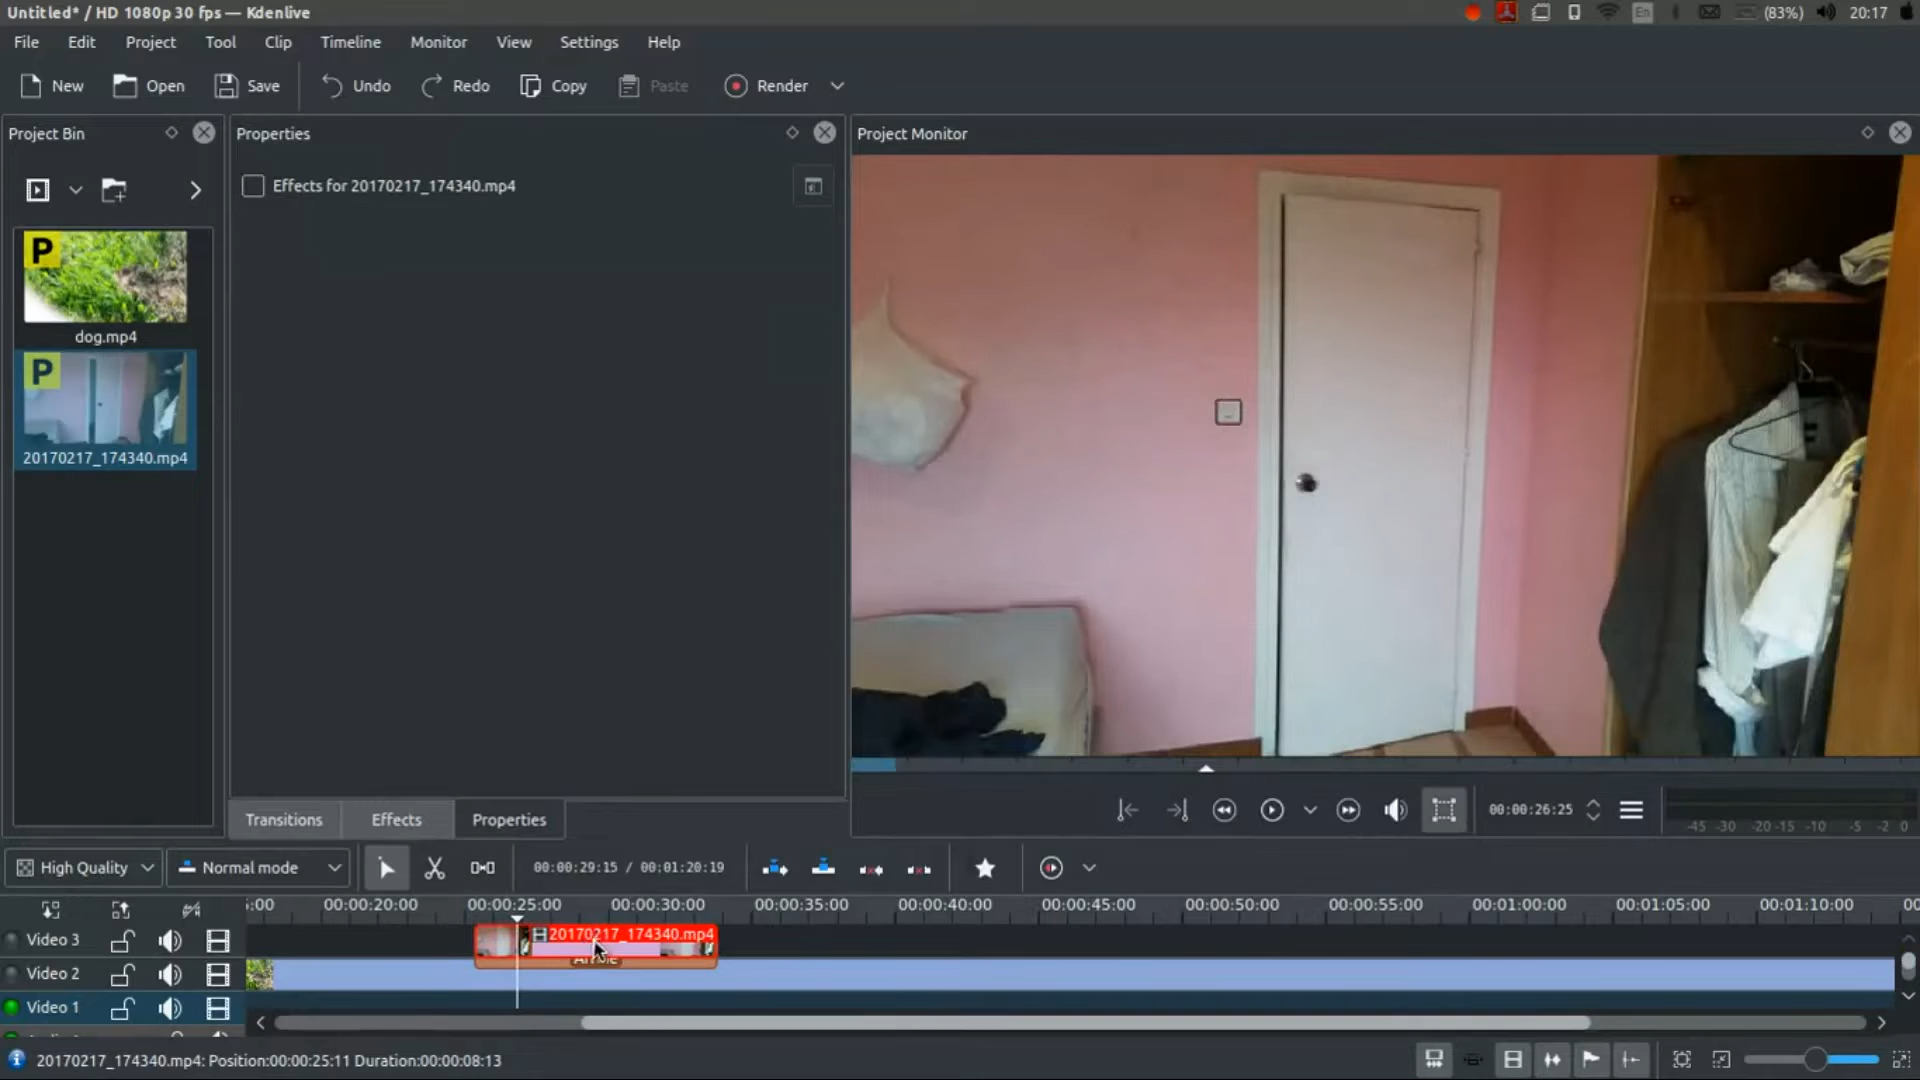 Untitled* / HD 1080p 30 fps — Kdenlive
En
(83%)
20:17
File Edit Project Tool Clip Timeline Monitor View Settings Help
New Open Save Undo Redo Copy Paste Render
Project Bin
Properties
Project Monitor
Effects for 20170217_174340.mp4
P
dog.mp4
P
20170217_174340.mp4
Transitions Effects Properties
00:00:26:25
-45 -30 -20 -15 -10 -5 -2 0
High Quality
Normal mode
00:00:29:15 / 00:01:20:19
5:00 00:00:20:00 00:00:25:00 00:00:30:00 00:00:35:00 00:00:40:00 00:00:45:00 00:00:50:00 00:00:55:00 00:01:00:00 00:01:05:00 00:01:10:00 00
Video 3
20170217_174340.mp4
Video 2
Video 1
20170217_174340.mp4: Position:00:00:25:11 Duration:00:00:08:13